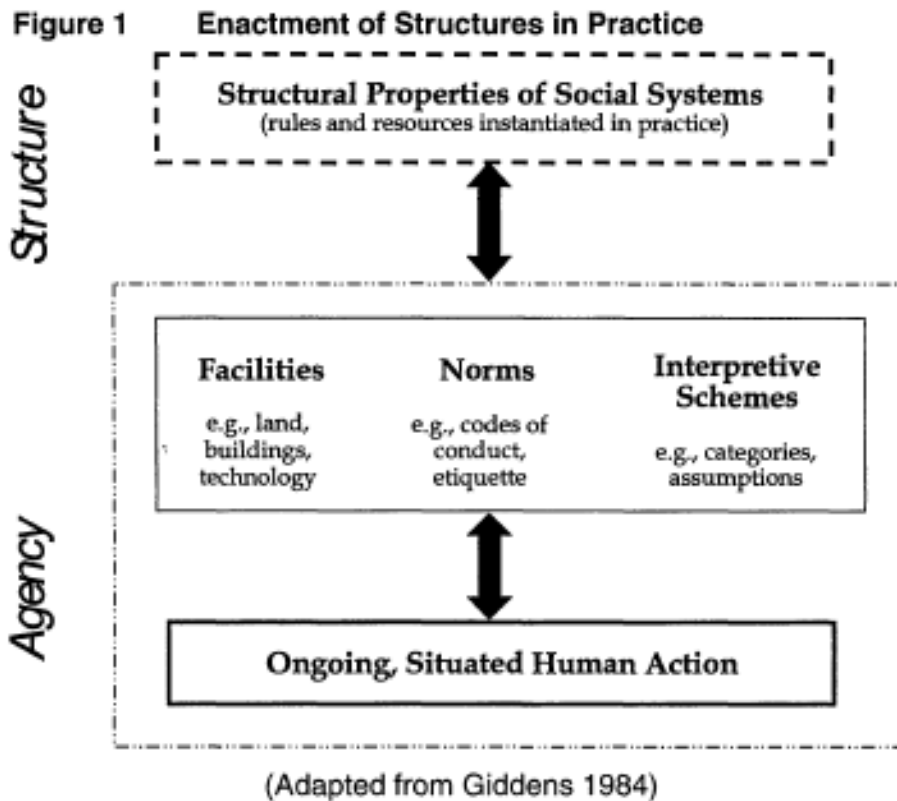 Figure 1 Enactment of Structures in Practice
Structure
Structural Properties of Social Systems
(rules and resources instantiated in practice)
Agency
Facilities
e.g., land,
buildings,
technology
Norms
e.g., codes of
conduct,
etiquette
Interpretive
Schemes
e.g., categories,
assumptions
Ongoing, Situated Human Action
(Adapted from Giddens 1984)